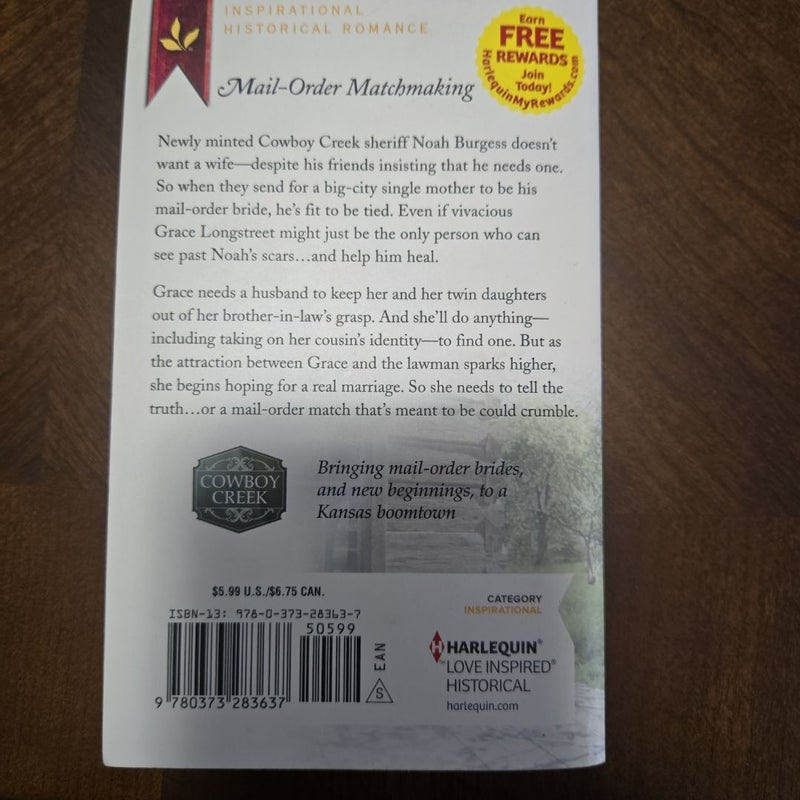 INSPIRATIONAL
HISTORICAL ROMANCE
Earn
FREE
REWARDS
Join
Today!
HarlequinMyRewards.com
Mail-Order Matchmaking
Newly minted Cowboy Creek sheriff Noah Burgess doesn't
want a wife—despite his friends insisting that he needs one.
So when they send for a big-city single mother to be his
mail-order bride, he's fit to be tied. Even if vivacious
Grace Longstreet might just be the only person who can
see past Noah's scars...and help him heal.
Grace needs a husband to keep her and her twin daughters
out of her brother-in-law's grasp. And she'll do anything—
including taking on her cousin's identity—to find one. But as
the attraction between Grace and the lawman sparks higher,
she begins hoping for a real marriage. So she needs to tell the
truth...or a mail-order match that's meant to be could crumble.
COWBOY
CREEK
Bringing mail-order brides,
and new beginnings, to a
Kansas boomtown
$5.99 U.S./$6.75 CAN.
ISBN-13: 978-0-373-28363-7
50599
EAN
S
9 780373 283637
CATEGORY
INSPIRATIONAL
H HARLEQUIN®
™LOVE INSPIRED®
HISTORICAL
harlequin.com